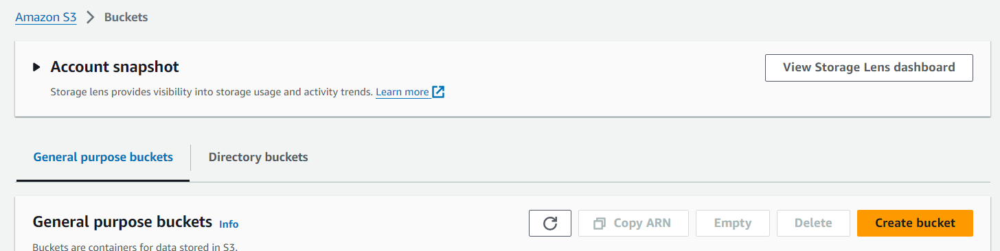 Amazon S3 > Buckets
Account snapshot
View Storage Lens dashboard
Storage lens provides visibility into storage usage and activity trends. Learn more
General purpose buckets
Directory buckets
General purpose buckets Info
Copy ARN
Empty
Delete
Create bucket
Buckets are containers for data stored in S3.